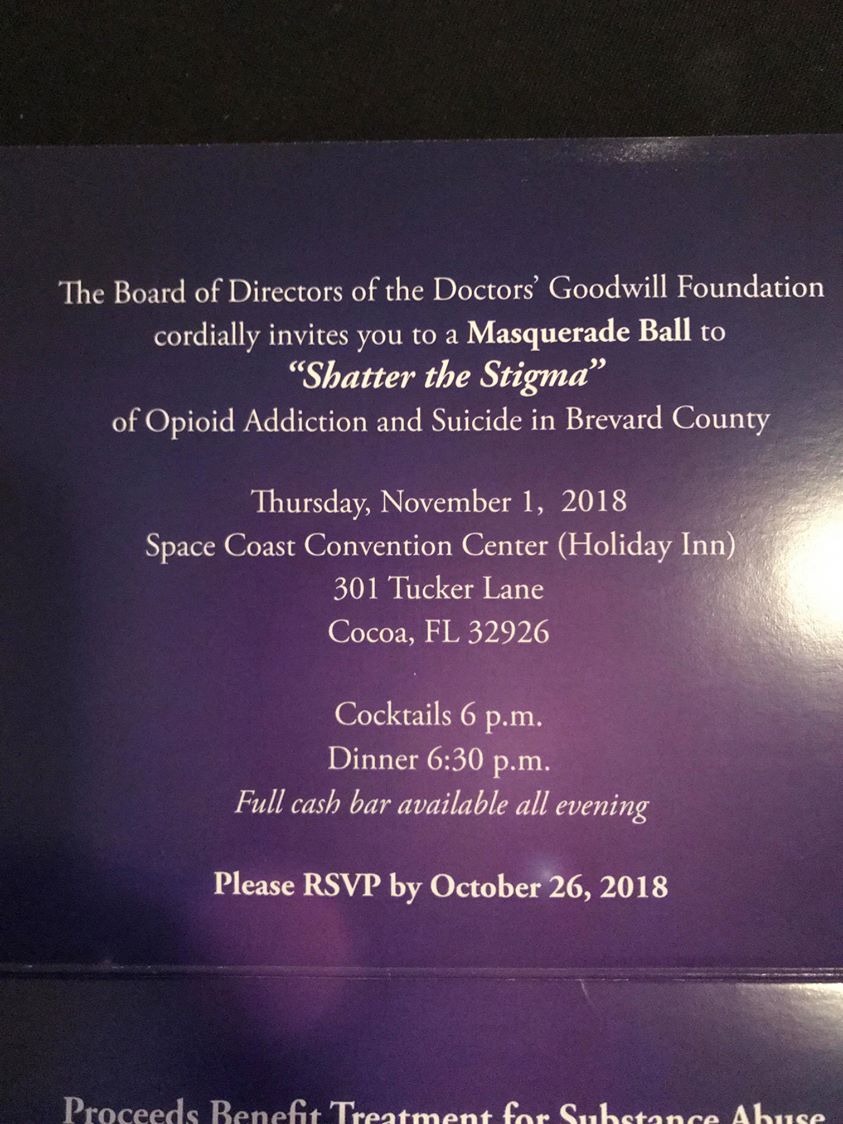 The Board of Directors of the Doctors’ Goodwill Foundation
cordially invites you to a Masquerade Ball to
“Shatter the Stigma”
of Opioid Addiction and Suicide in Brevard County
Thursday, November 1, 2018
Space Coast Convention Center (Holiday Inn)
301 Tucker Lane
Cocoa, FL 32926
Cocktails 6 p.m.
Dinner 6:30 p.m.
Full cash bar available all evening
Please RSVP by October 26, 2018
Proceeds Benefit Treatment for Substance Abuse